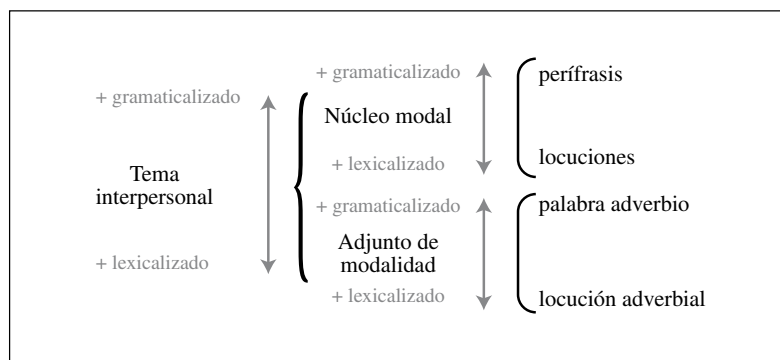 + gramaticalizado
Tema
interpersonal
+ lexicalizado
+ gramaticalizado
Núcleo modal
+ lexicalizado
+ gramaticalizado
Adjunto de
modalidad
+ lexicalizado
perífrasis
locuciones
palabra adverbio
locución adverbial